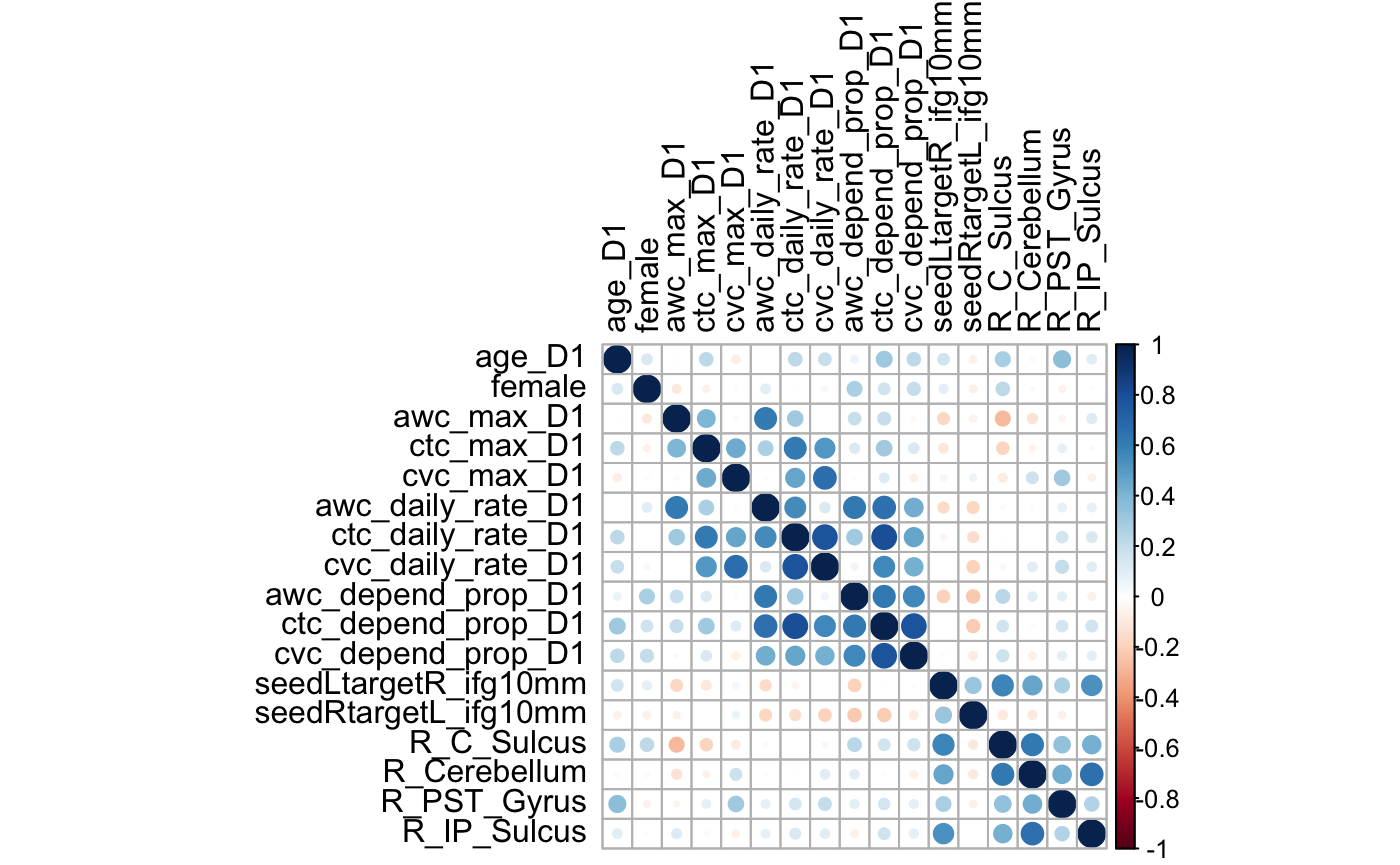 age_D1
female
awc_max_D1
ctc_max_D1
cvc_max_D1
awc_daily_rate_D1
ctc_daily_rate_D1
cvc_daily_rate_D1
awc_depend_prop_D1
ctc_depend_prop_D1
cvc_depend_prop_D1
seedLtargetR_ifg10mm
seedRtargetL_ifg10mm
R_C_Sulcus
R_Cerebellum
R_PST_Gyrus
R_IP_Sulcus
age_D1
female
awc_max_D1
ctc_max_D1
cvc_max_D1
awc_daily_rate_D1
ctc_daily_rate_D1
cvc_daily_rate_D1
awc_depend_prop_D1
ctc_depend_prop_D1
cvc_depend_prop_D1
seedLtargetR_ifg10mm
seedRtargetL_ifg10mm
R_C_Sulcus
R_Cerebellum
R_PST_Gyrus
R_IP_Sulcus
1
0.8
0.6
0.4
0.2
0
-0.2
-0.4
-0.6
-0.8
-1